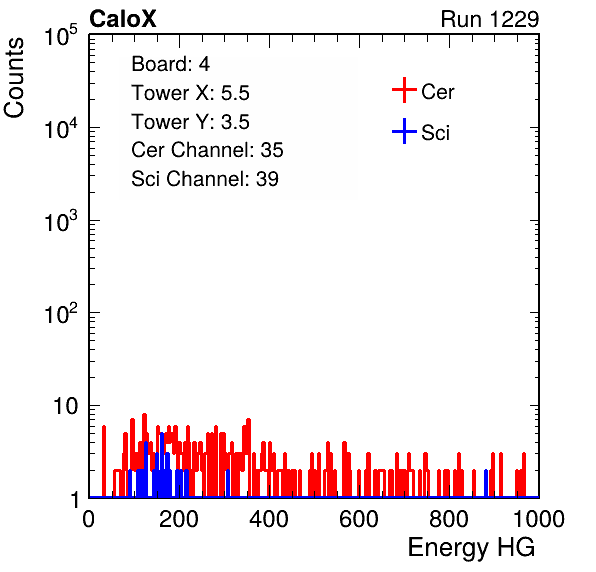 CaloX Run 1229
Counts
10^5
10^4
10^3
10^2
10
1
Board: 4
Tower X: 5.5
Tower Y: 3.5
Cer Channel: 35
Sci Channel: 39
Cer
Sci
0 200 400 600 800 1000
Energy HG